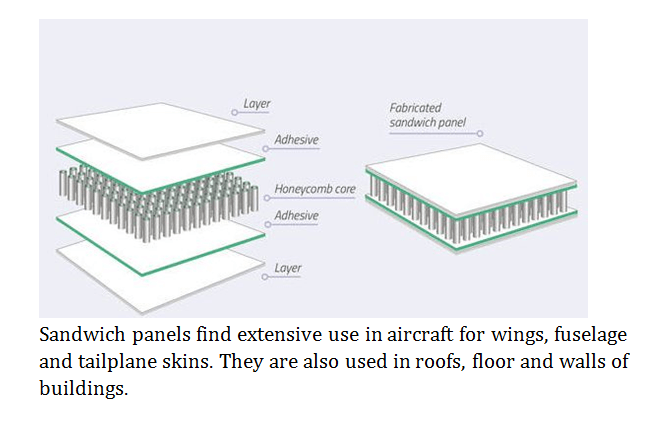 Layer
Adhesive
Honeycomb core
Adhesive
Layer
Fabricated
sandwich panel
Sandwich panels find extensive use in aircraft for wings, fuselage
and tailplane skins. They are also used in roofs, floor and walls of
buildings.